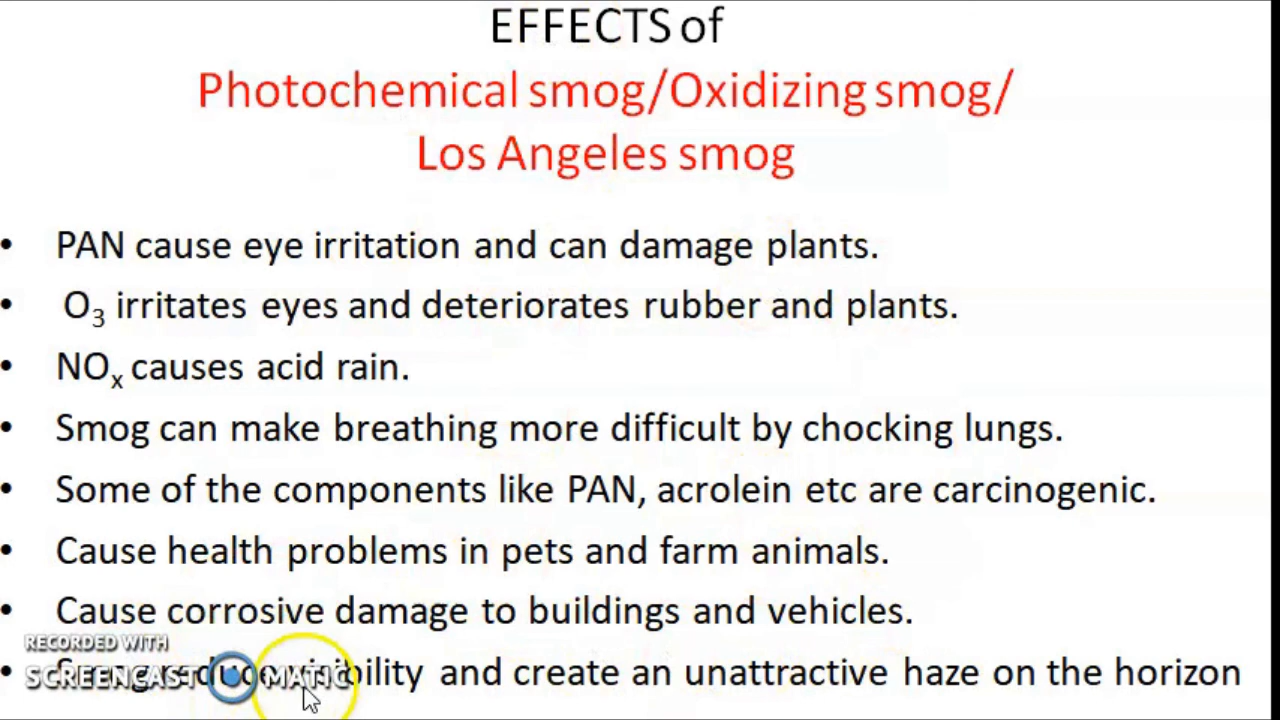 EFFECTS of
Photochemical smog/Oxidizing smog/
Los Angeles smog
• PAN cause eye irritation and can damage plants.
• O₃ irritates eyes and deteriorates rubber and plants.
• NOₓ causes acid rain.
• Smog can make breathing more difficult by chocking lungs.
• Some of the components like PAN, acrolein etc are carcinogenic.
• Cause health problems in pets and farm animals.
• Cause corrosive damage to buildings and vehicles.
RECORDED WITH
SCREENCAST MATIC
• Smog reduce visibility and create an unattractive haze on the horizon